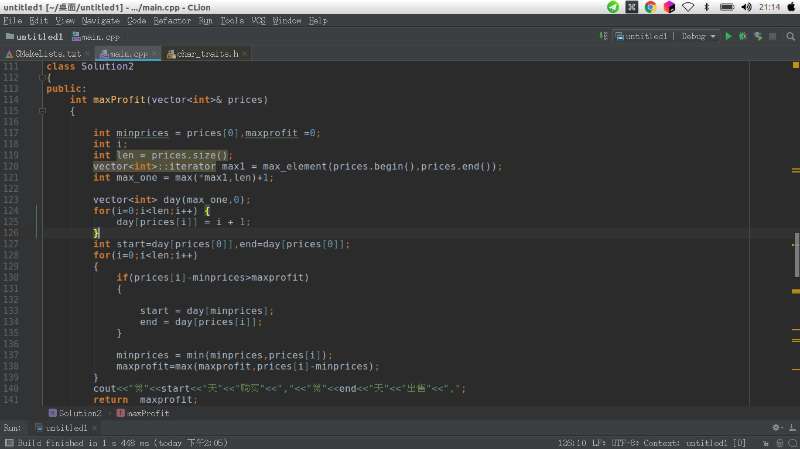 untitled1 [~/桌面/untitled1] - .../main.cpp - CLion
21:14
File Edit View Navigate Code Refactor Run Tools VCS Window Help
untitled1 main.cpp
untitled1 | Debug
CMakeLists.txt × main.cpp × char_traits.h ×
111 class Solution2
112 {
113 public:
114 int maxProfit(vector<int>& prices)
115 {
116
117 int minprices = prices[0],maxprofit =0;
118 int i;
119 int len = prices.size();
120 vector<int>::iterator max1 = max_element(prices.begin(),prices.end());
121 int max_one = max(*max1,len)+1;
122
123 vector<int> day(max_one,0);
124 for(i=0;i<len;i++) {
125 day[prices[i]] = i + 1;
126 }
127 int start=day[prices[0]],end=day[prices[0]];
128 for(i=0;i<len;i++)
129 {
130 if(prices[i]-minprices>maxprofit)
131 {
132
133 start = day[minprices];
134 end = day[prices[i]];
135 }
136
137 minprices = min(minprices,prices[i]);
138 maxprofit=max(maxprofit,prices[i]-minprices);
139 }
140 cout<<"第"<<start<<"天"<<"购买"<<","<<"第"<<end<<"天"<<"出售"<<",";
141 return maxprofit;
Solution2 maxProfit
Run: untitled1 ×
Build finished in 1 s 448 ms (today 下午2:05)
126:10 LF: UTF-8: Context: untitled1 [D]